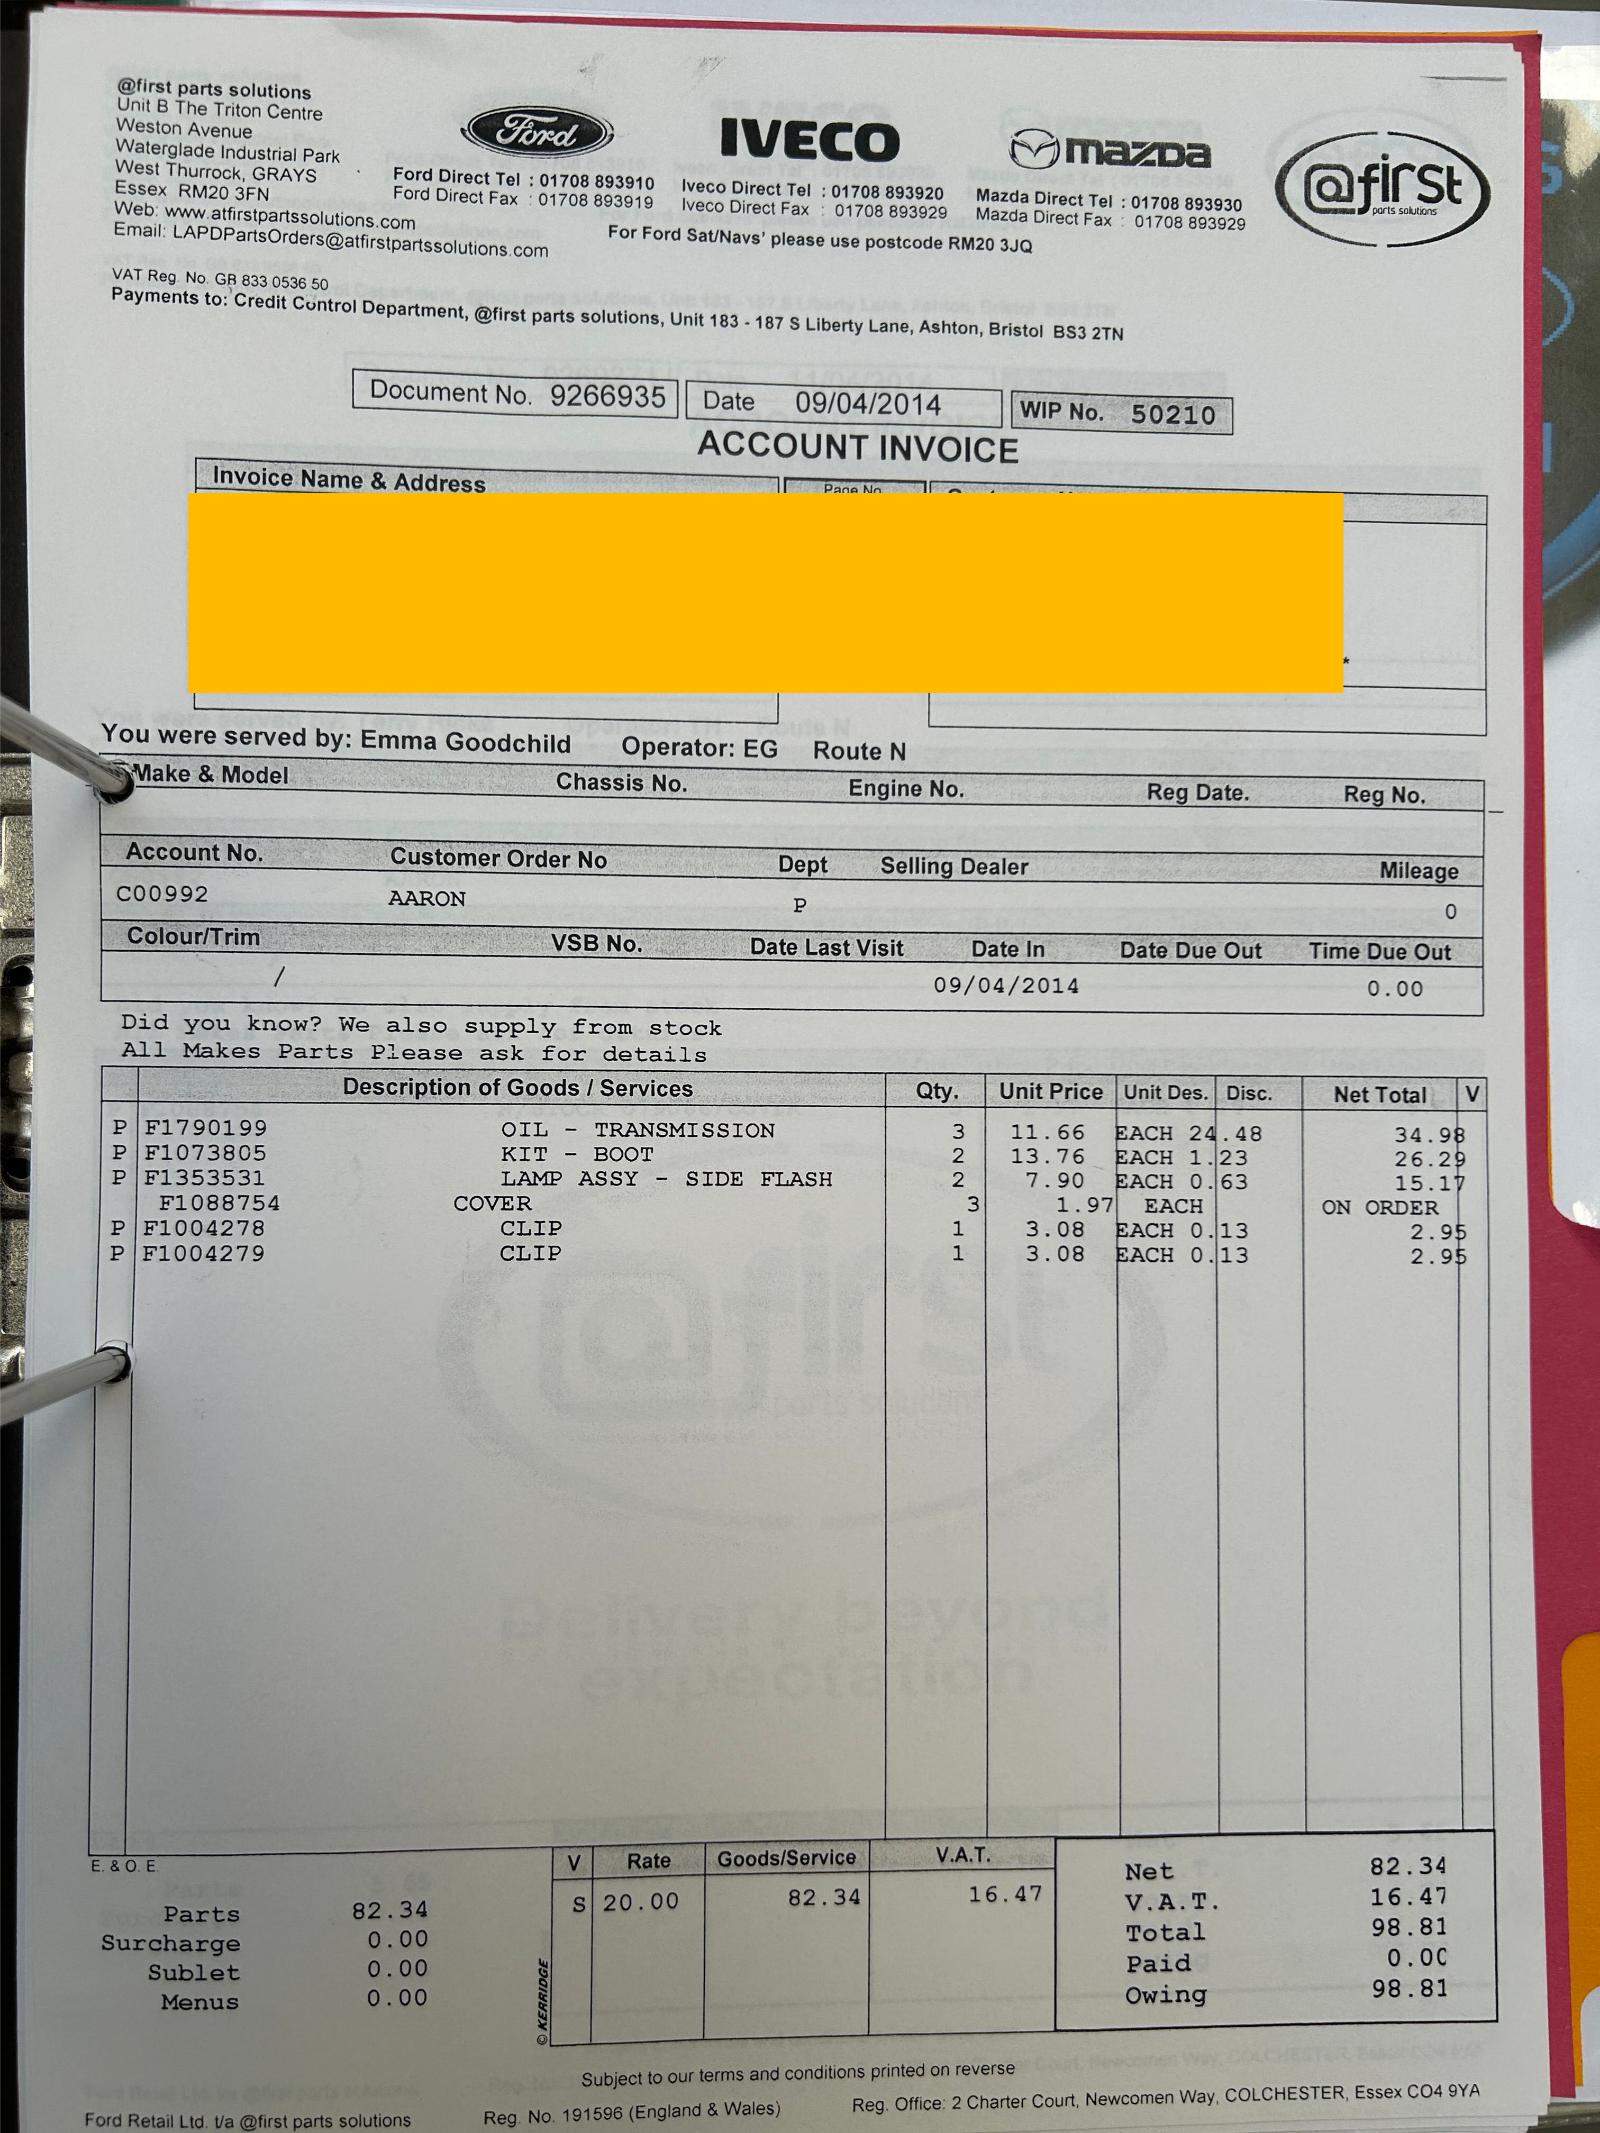 @first parts solutions
Unit B The Triton Centre
Weston Avenue
Waterglade Industrial Park
West Thurrock, GRAYS
Essex RM20 3FN
Web: www.atfirstpartssolutions.com
Email: LAPDPartsOrders@atfirstpartssolutions.com
Ford
Ford Direct Tel : 01708 893910
Ford Direct Fax : 01708 893919
IVECO
Iveco Direct Tel : 01708 893920
Iveco Direct Fax : 01708 893929
mazda
Mazda Direct Tel : 01708 893930
Mazda Direct Fax : 01708 893929
@first
parts solutions
For Ford Sat/Navs' please use postcode RM20 3JQ
VAT Reg. No. GB 833 0536 50
Payments to: Credit Control Department, @first parts solutions, Unit 183 - 187 S Liberty Lane, Ashton, Bristol BS3 2TN
Document No. 9266935 Date 09/04/2014 WIP No. 50210
ACCOUNT INVOICE
Invoice Name & Address Page No.
*
You were served by: Emma Goodchild Operator: EG Route N
Make & Model Chassis No. Engine No. Reg Date. Reg No.
Account No. Customer Order No Dept Selling Dealer Mileage
C00992 AARON P 0
Colour/Trim VSB No. Date Last Visit Date In Date Due Out Time Due Out
/ 09/04/2014 0.00
Did you know? We also supply from stock
All Makes Parts Please ask for details
Description of Goods / Services Qty. Unit Price Unit Des. Disc. Net Total V
P F1790199 OIL - TRANSMISSION 3 11.66 EACH 24.48 34.98
P F1073805 KIT - BOOT 2 13.76 EACH 1.23 26.29
P F1353531 LAMP ASSY - SIDE FLASH 2 7.90 EACH 0.63 15.17
F1088754 COVER 3 1.97 EACH ON ORDER
P F1004278 CLIP 1 3.08 EACH 0.13 2.95
P F1004279 CLIP 1 3.08 EACH 0.13 2.95
@first
parts solutions
Delivery beyond
expectation
E. & O. E.
Parts 82.34
Surcharge 0.00
Sublet 0.00
Menus 0.00
© KERRIDGE
V Rate Goods/Service V.A.T.
S 20.00 82.34 16.47
Net 82.34
V.A.T. 16.47
Total 98.81
Paid 0.00
Owing 98.81
Subject to our terms and conditions printed on reverse
Ford Retail Ltd. t/a @first parts solutions Reg. No. 191596 (England & Wales) Reg. Office: 2 Charter Court, Newcomen Way, COLCHESTER, Essex CO4 9YA